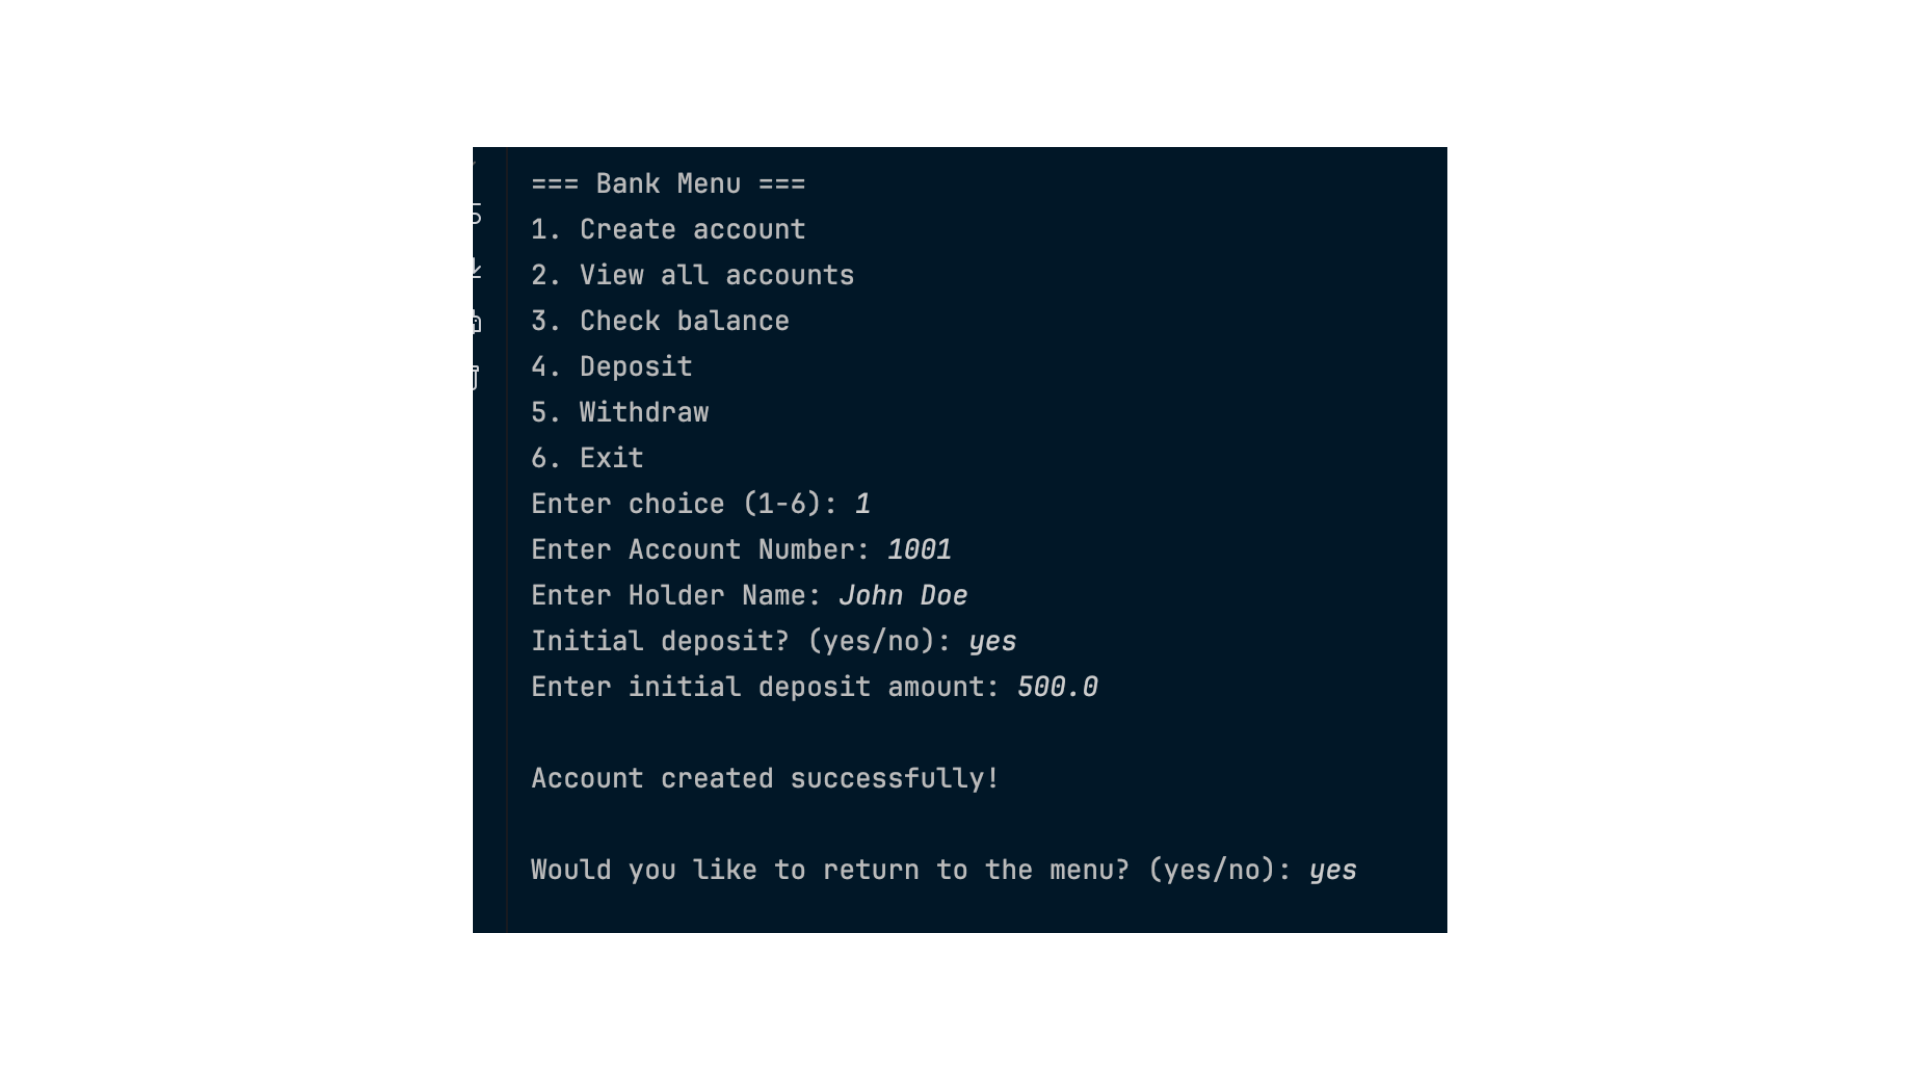 === Bank Menu ===
1. Create account
2. View all accounts
3. Check balance
4. Deposit
5. Withdraw
6. Exit
Enter choice (1-6): 1
Enter Account Number: 1001
Enter Holder Name: John Doe
Initial deposit? (yes/no): yes
Enter initial deposit amount: 500.0
Account created successfully!
Would you like to return to the menu? (yes/no): yes